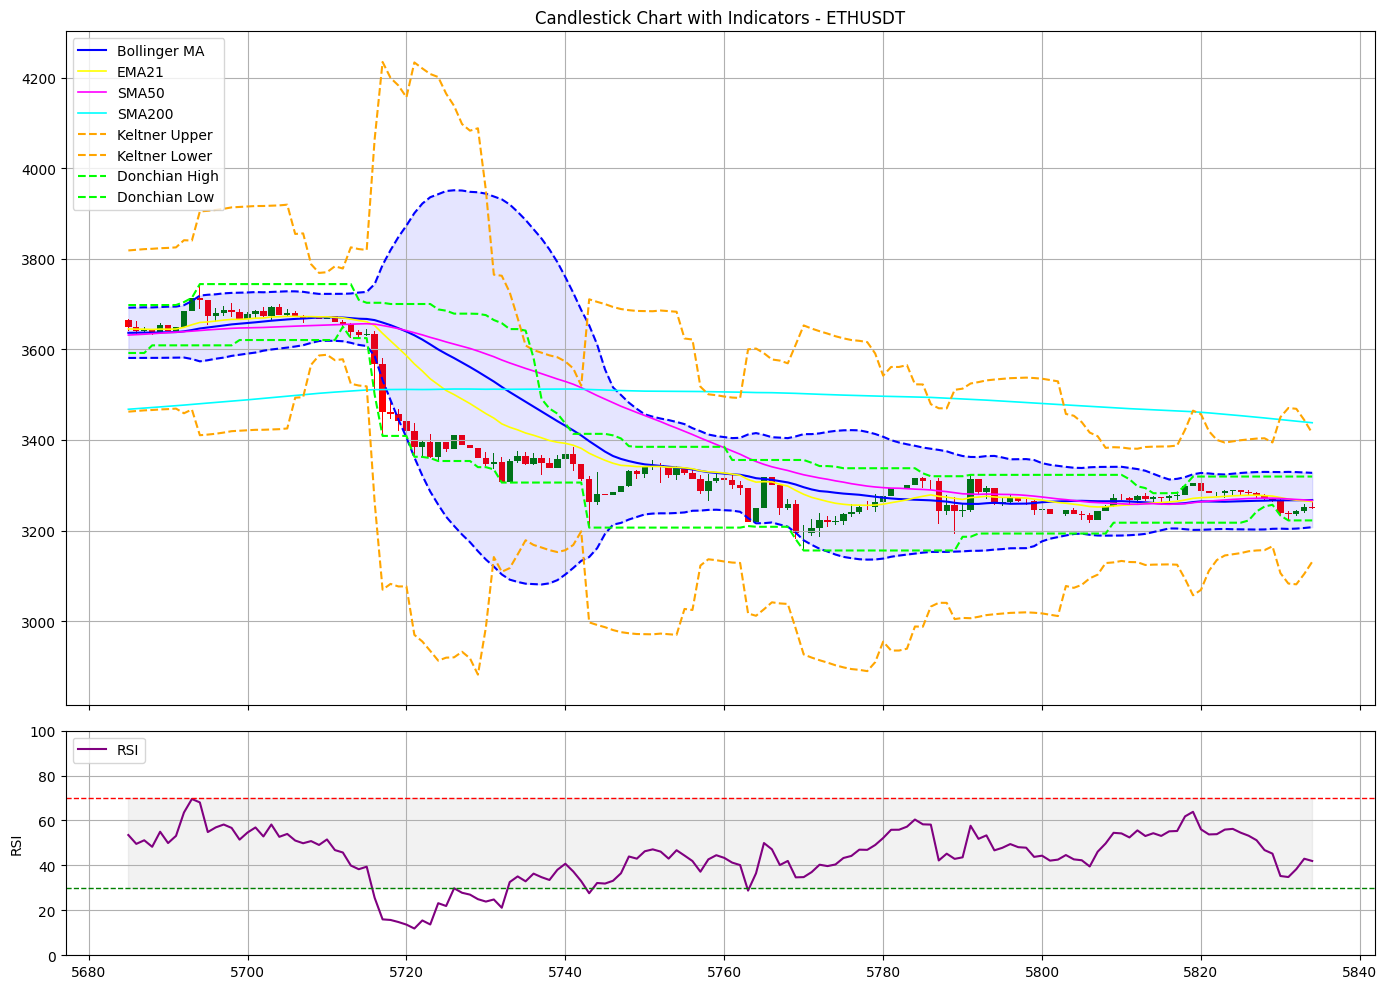 Candlestick Chart with Indicators - ETHUSDT
Bollinger MA
EMA21
SMA50
SMA200
Keltner Upper
Keltner Lower
Donchian High
Donchian Low
4200
4000
3800
3600
3400
3200
3000
RSI
100
80
60
40
20
0
RSI
5680 5700 5720 5740 5760 5780 5800 5820 5840